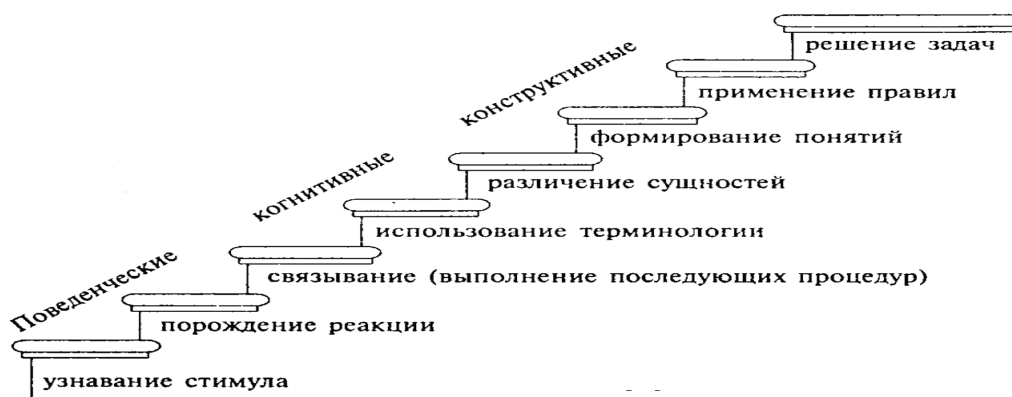 решение задач
конструктивные
применение правил
формирование понятий
когнитивные
различение сущностей
использование терминологии
Поведенческие
связывание (выполнение последующих процедур)
порождение реакции
узнавание стимула